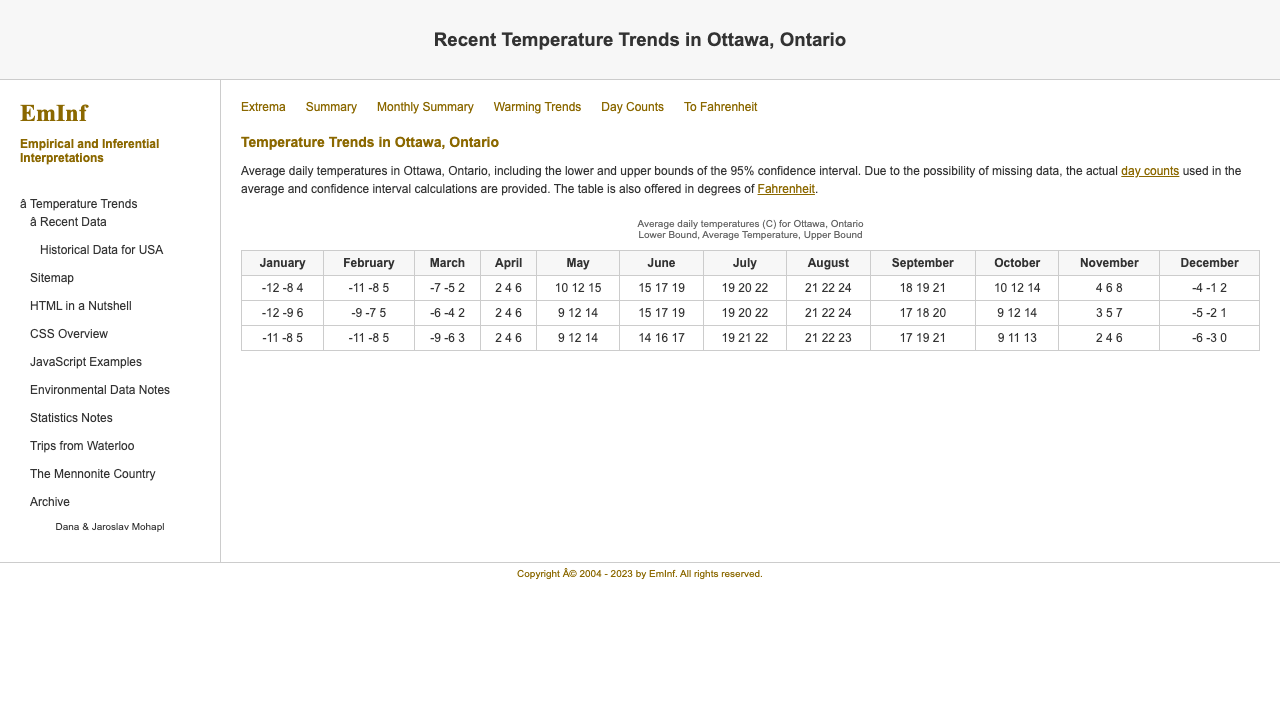 Recent Temperature Trends in Ottawa, Ontario
EmInf
Empirical and Inferential
Interpretations
â Temperature Trends
â Recent Data
Historical Data for USA
Sitemap
HTML in a Nutshell
CSS Overview
JavaScript Examples
Environmental Data Notes
Statistics Notes
Trips from Waterloo
The Mennonite Country
Archive
Dana & Jaroslav Mohapl
Extrema Summary Monthly Summary Warming Trends Day Counts To Fahrenheit
Temperature Trends in Ottawa, Ontario
Average daily temperatures in Ottawa, Ontario, including the lower and upper bounds of the 95% confidence interval. Due to the possibility of missing data, the actual day counts used in the
average and confidence interval calculations are provided. The table is also offered in degrees of Fahrenheit.
Average daily temperatures (C) for Ottawa, Ontario
Lower Bound, Average Temperature, Upper Bound
January February March April May June July August September October November December
-12 -8 4 -11 -8 5 -7 -5 2 2 4 6 10 12 15 15 17 19 19 20 22 21 22 24 18 19 21 10 12 14 4 6 8 -4 -1 2
-12 -9 6 -9 -7 5 -6 -4 2 2 4 6 9 12 14 15 17 19 19 20 22 21 22 24 17 18 20 9 12 14 3 5 7 -5 -2 1
-11 -8 5 -11 -8 5 -9 -6 3 2 4 6 9 12 14 14 16 17 19 21 22 21 22 23 17 19 21 9 11 13 2 4 6 -6 -3 0
Copyright Â© 2004 - 2023 by EmInf. All rights reserved.